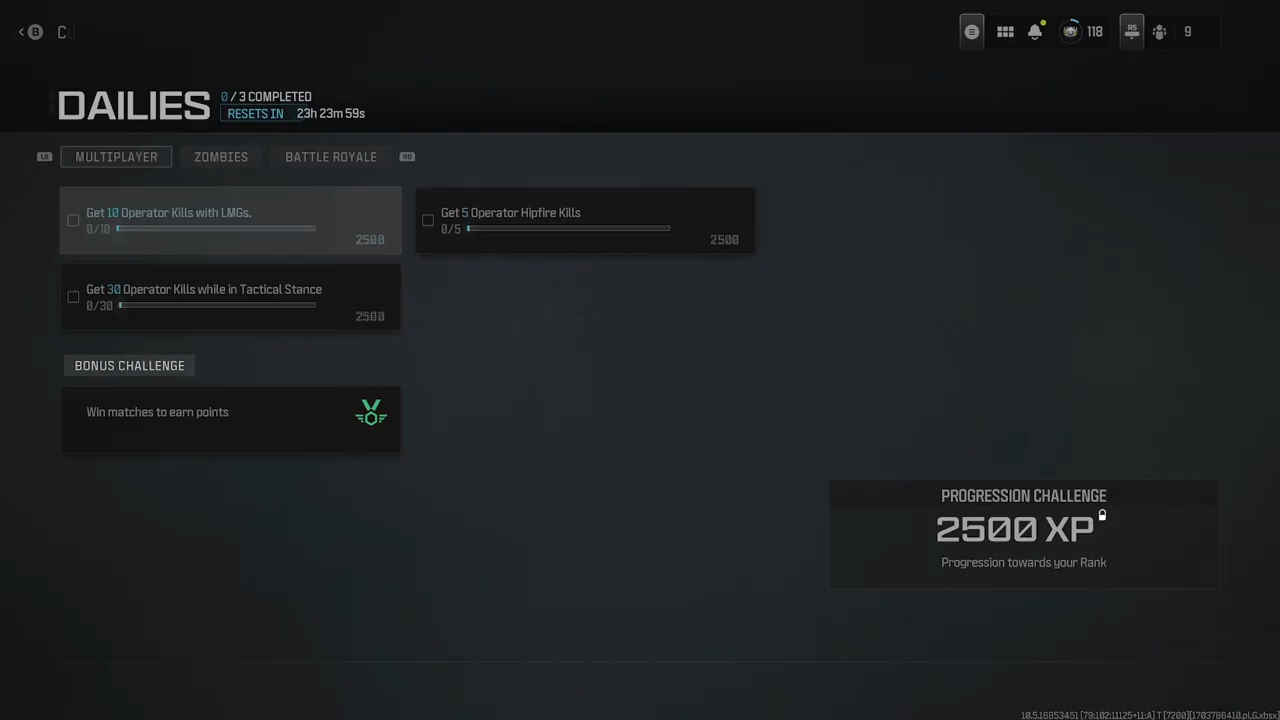 B
RS
118
9
DAILIES
0 / 3 COMPLETED
RESETS IN 23h 23m 59s
LB MULTIPLAYER ZOMBIES BATTLE ROYALE RB
Get 10 Operator Kills with LMGs.
0/10
2500
Get 5 Operator Hipfire Kills
0/5
2500
Get 30 Operator Kills while in Tactical Stance
0/30
2500
BONUS CHALLENGE
Win matches to earn points
PROGRESSION CHALLENGE
2500 XP
Progression towards your Rank